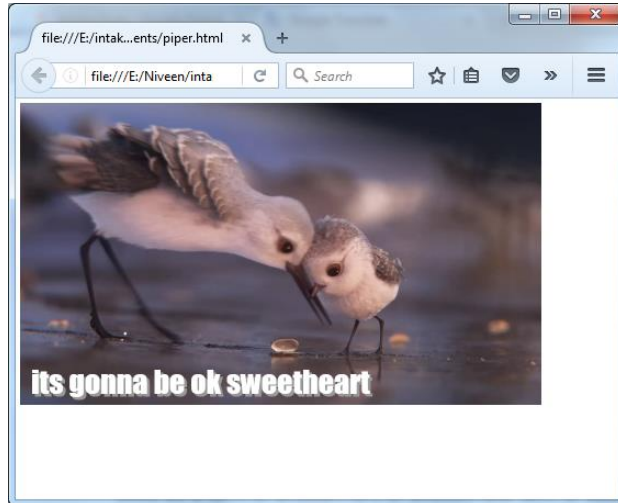 file:///E:/intak...ents/piper.html
file:///E:/Niveen/inta
Search
its gonna be ok sweetheart